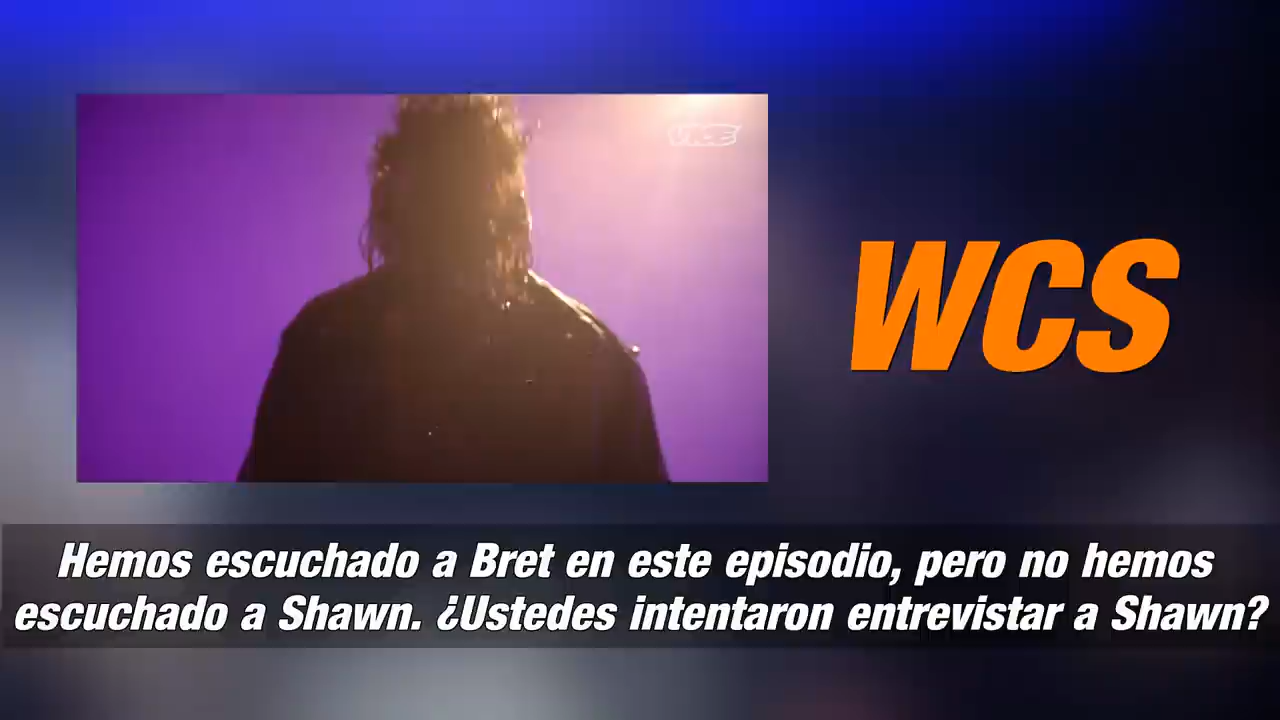 VICE
WCS
Hemos escuchado a Bret en este episodio, pero no hemos
escuchado a Shawn. ¿Ustedes intentaron entrevistar a Shawn?